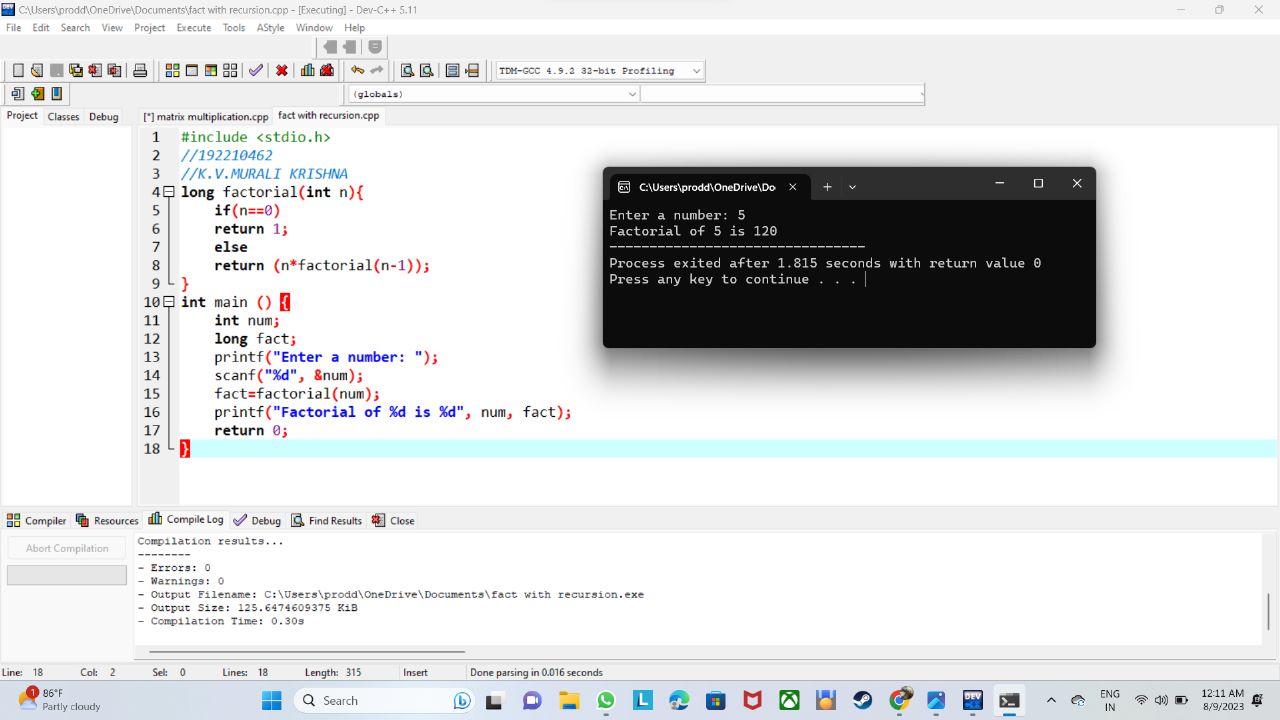 C:\Users\prodd\OneDrive\Documents\fact with recursion.cpp - [Executing] - Dev-C++ 5.11
File Edit Search View Project Execute Tools AStyle Window Help
TDM-GCC 4.9.2 32-bit Profiling
(globals)
Project Classes Debug
[*] matrix multiplication.cpp fact with recursion.cpp
1 #include <stdio.h>
2 //192210462
3 //K.V.MURALI KRISHNA
4 long factorial(int n){
5 if(n==0)
6 return 1;
7 else
8 return (n*factorial(n-1));
9 }
10 int main () {
11 int num;
12 long fact;
13 printf("Enter a number: ");
14 scanf("%d", &num);
15 fact=factorial(num);
16 printf("Factorial of %d is %d", num, fact);
17 return 0;
18 }
C:\Users\prodd\OneDrive\Do
Enter a number: 5
Factorial of 5 is 120
--------------------------------
Process exited after 1.815 seconds with return value 0
Press any key to continue . . .
Compiler Resources Compile Log Debug Find Results Close
Abort Compilation
Compilation results...
--------
- Errors: 0
- Warnings: 0
- Output Filename: C:\Users\prodd\OneDrive\Documents\fact with recursion.exe
- Output Size: 125.6474609375 KiB
- Compilation Time: 0.30s
Line: 18 Col: 2 Sel: 0 Lines: 18 Length: 315 Insert Done parsing in 0.016 seconds
1
86°F
Partly cloudy
Search
ENG
IN
12:11 AM
8/9/2023